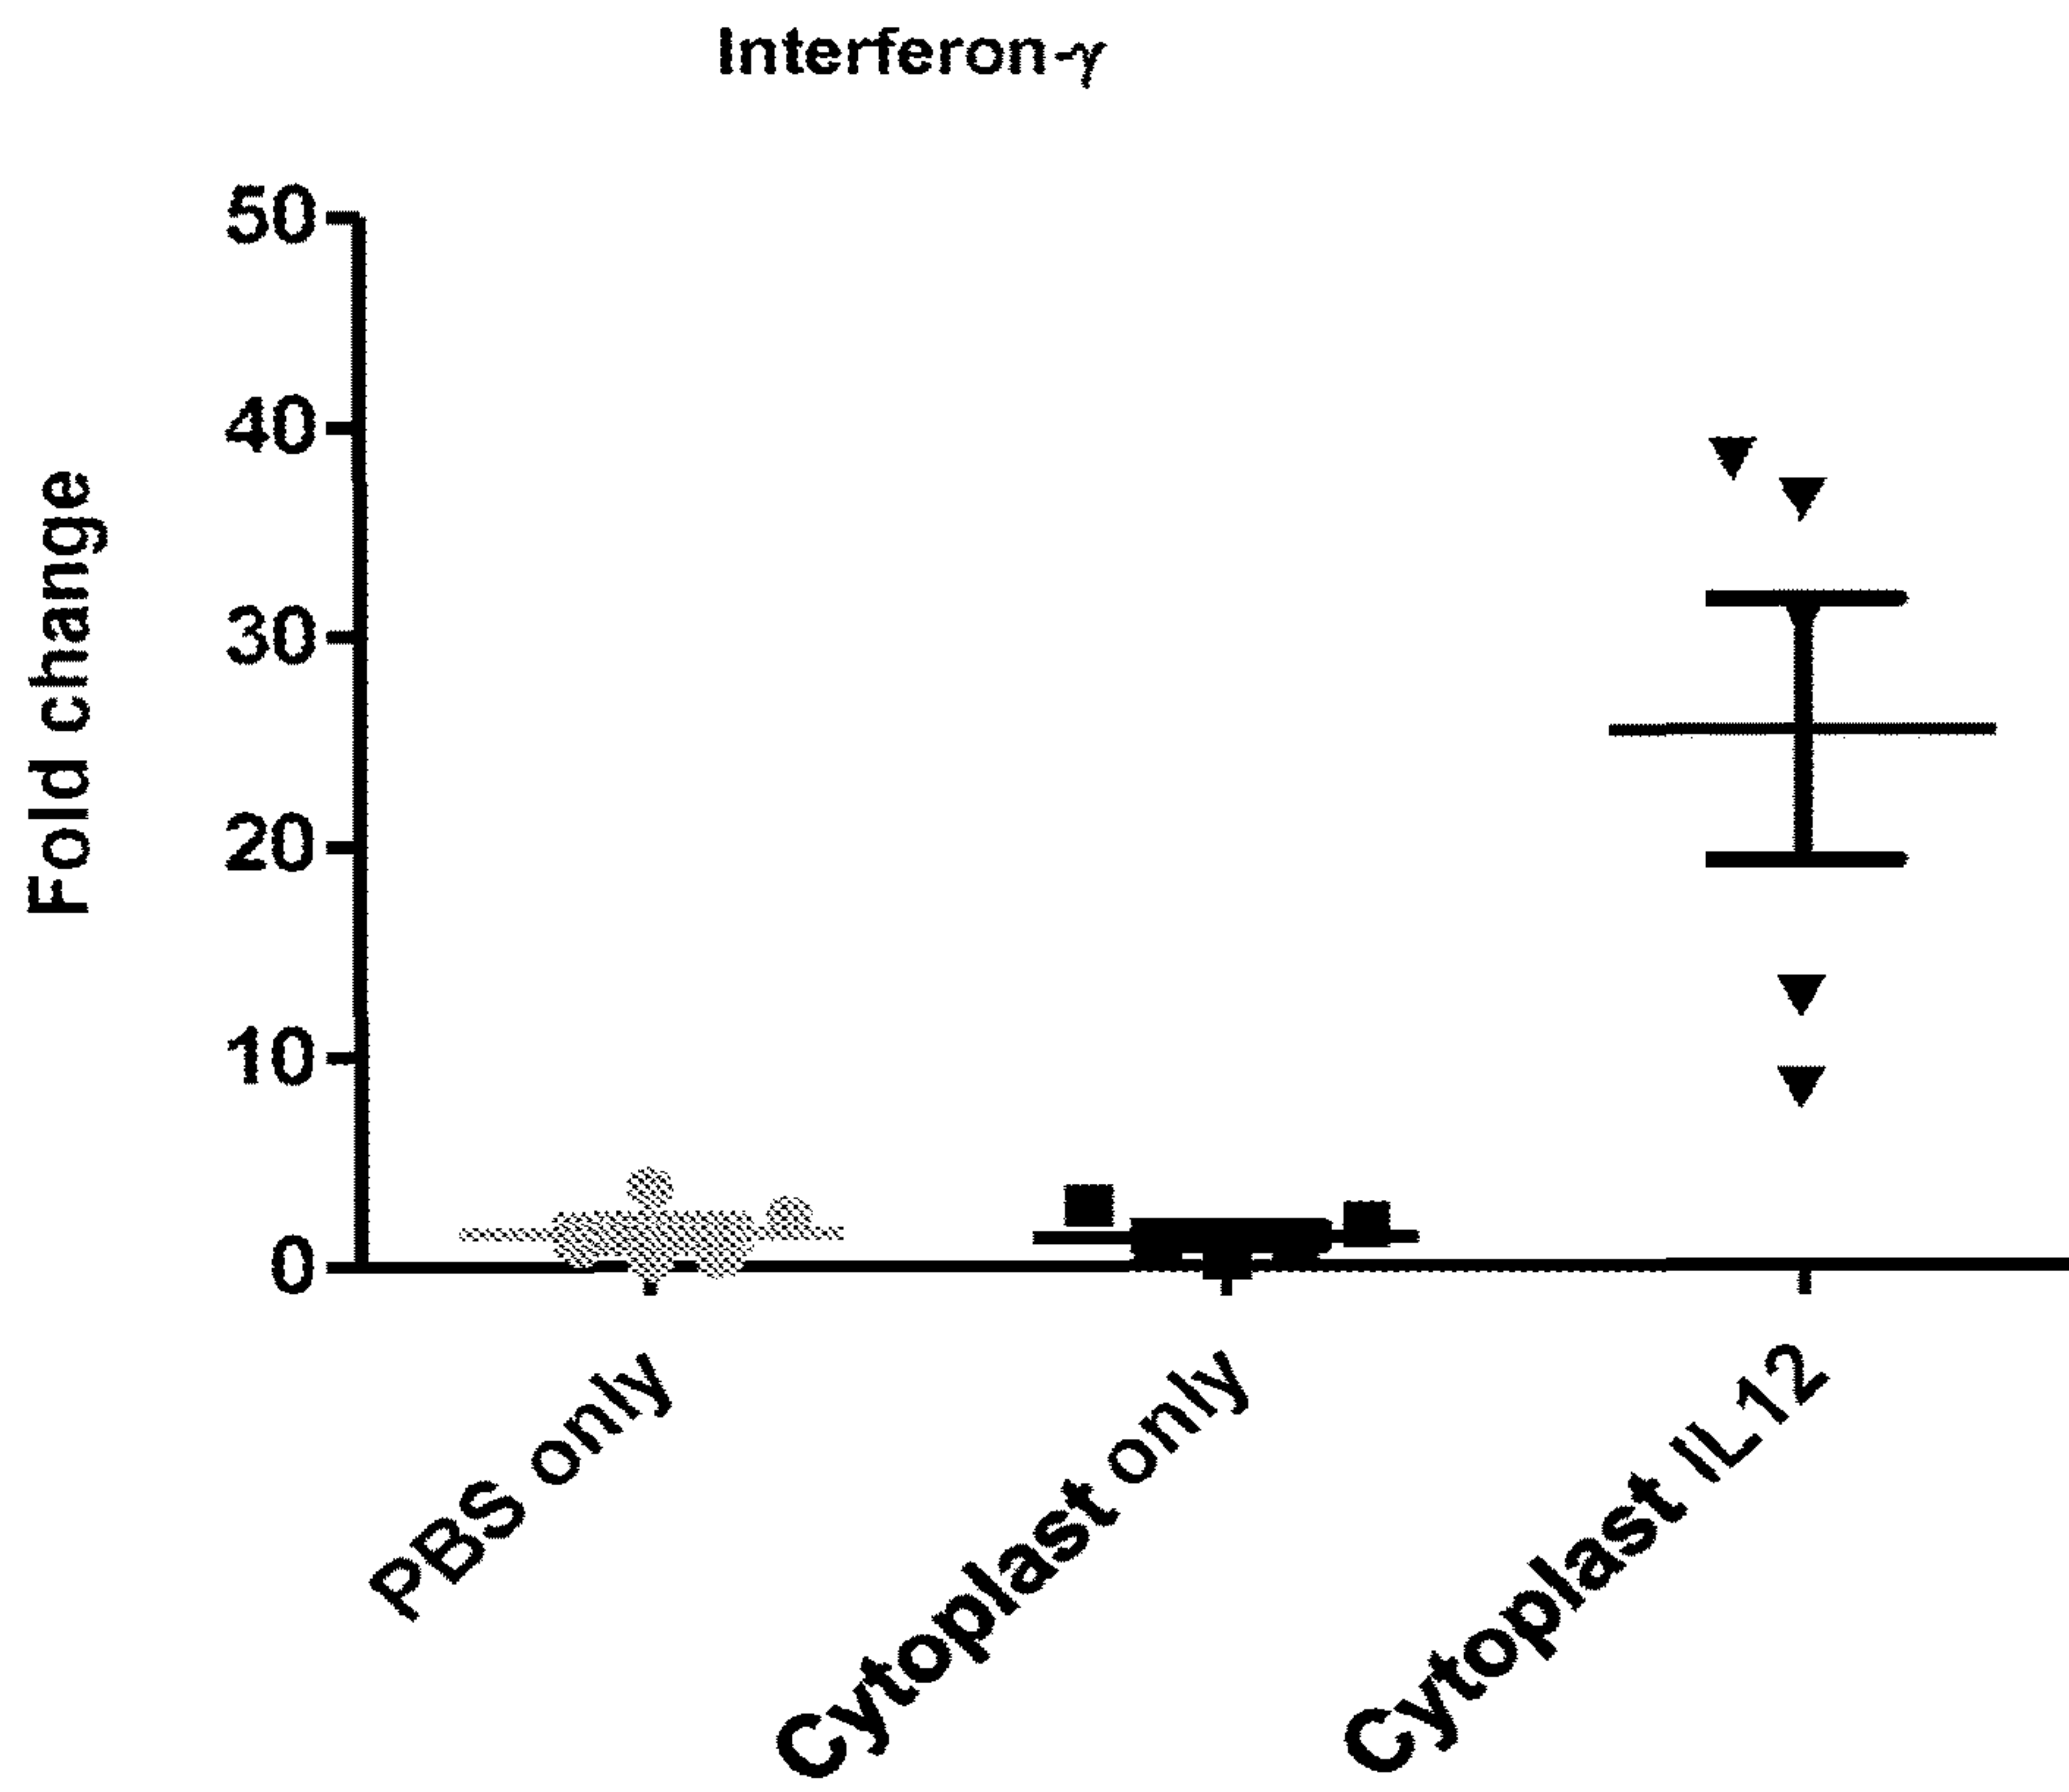 Interferon-γ
Fold change
50
40
30
20
10
0
PBS only
Cytoplast only
Cytoplast IL12